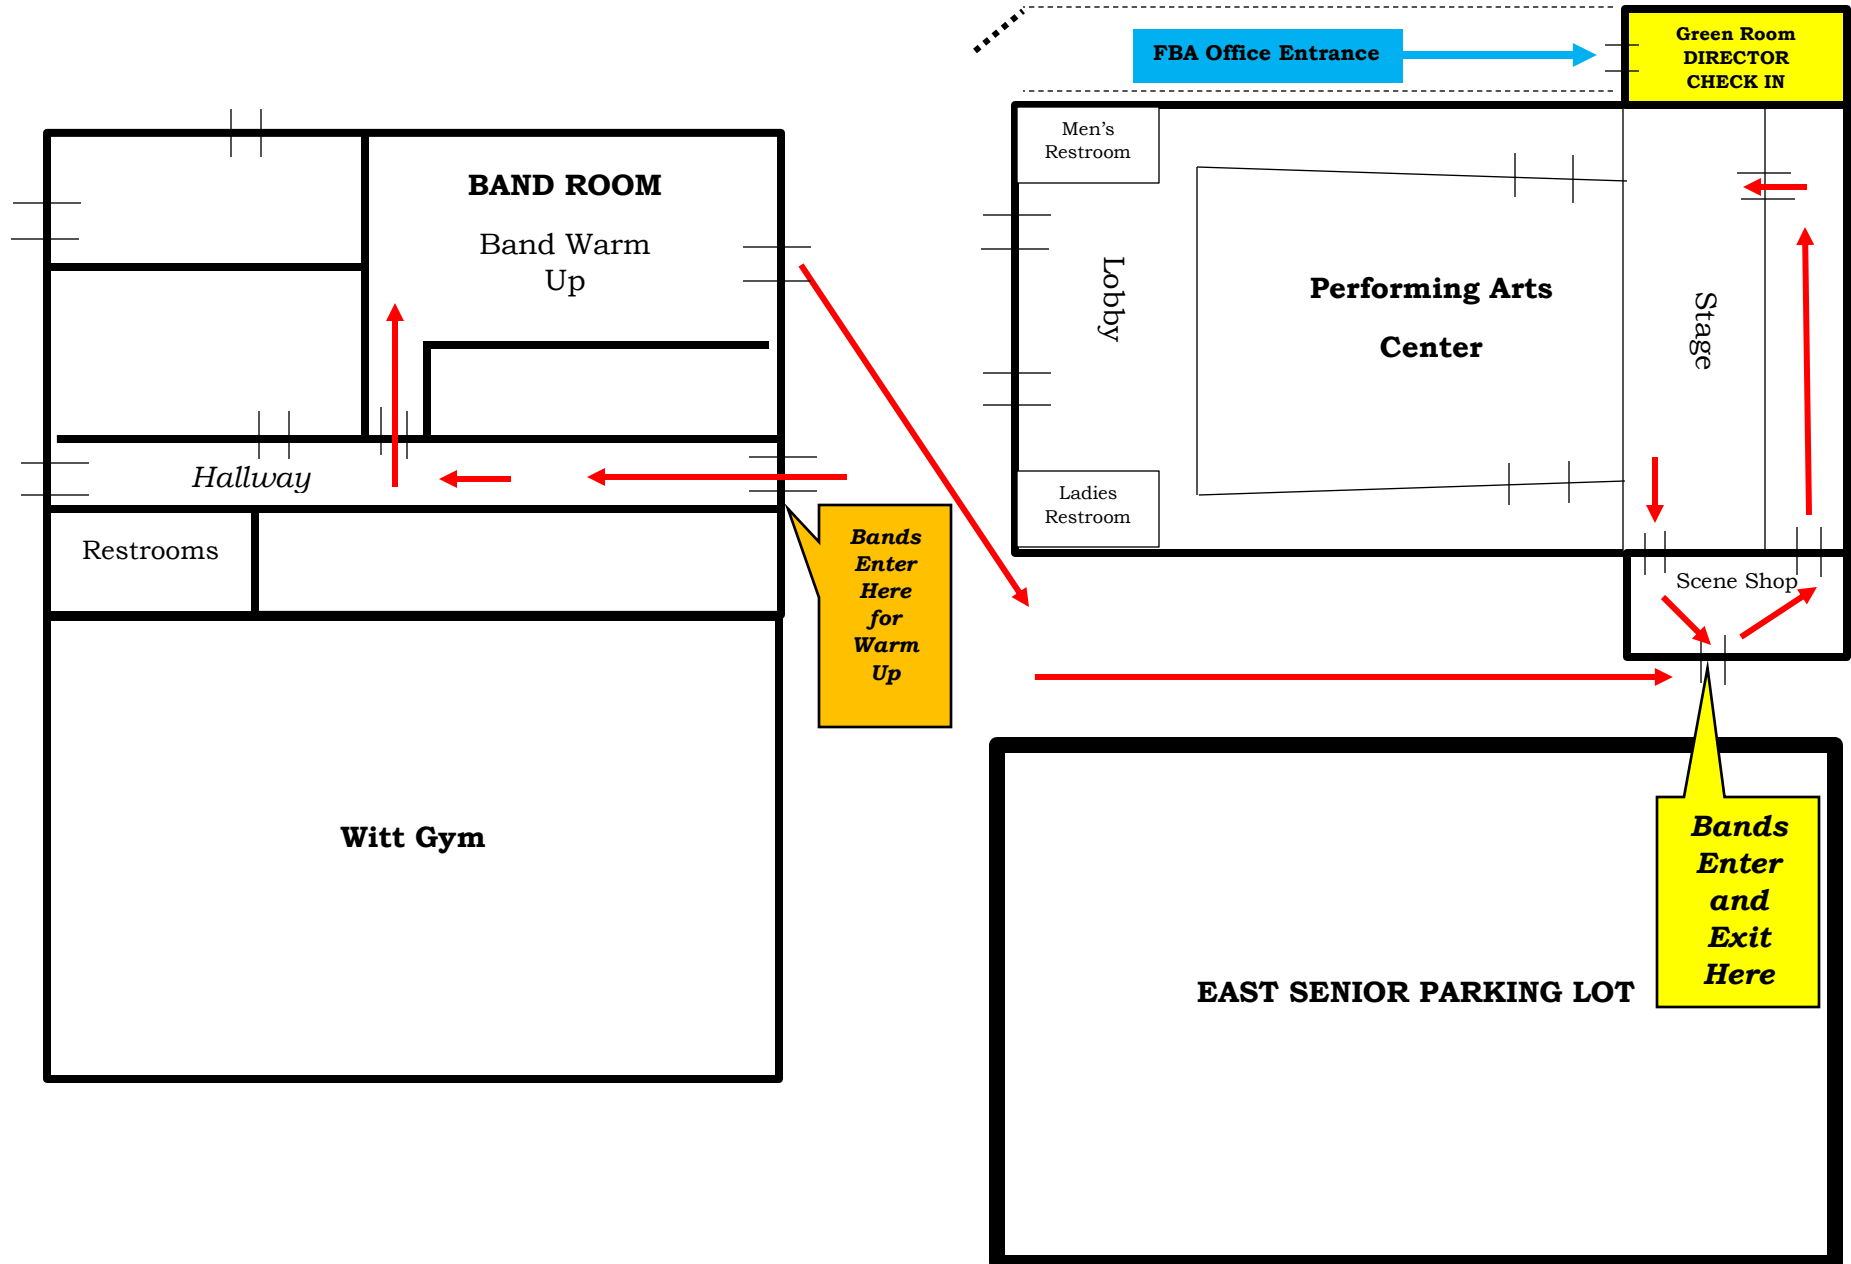 FBA Office Entrance
Green Room
DIRECTOR
CHECK IN
Men's
Restroom
BAND ROOM
Band Warm
Up
Lobby
Performing Arts
Center
Stage
Hallway
Ladies
Restroom
Restrooms
Bands
Enter
Here
for
Warm
Up
Scene Shop
Witt Gym
Bands
Enter
and
Exit
Here
EAST SENIOR PARKING LOT